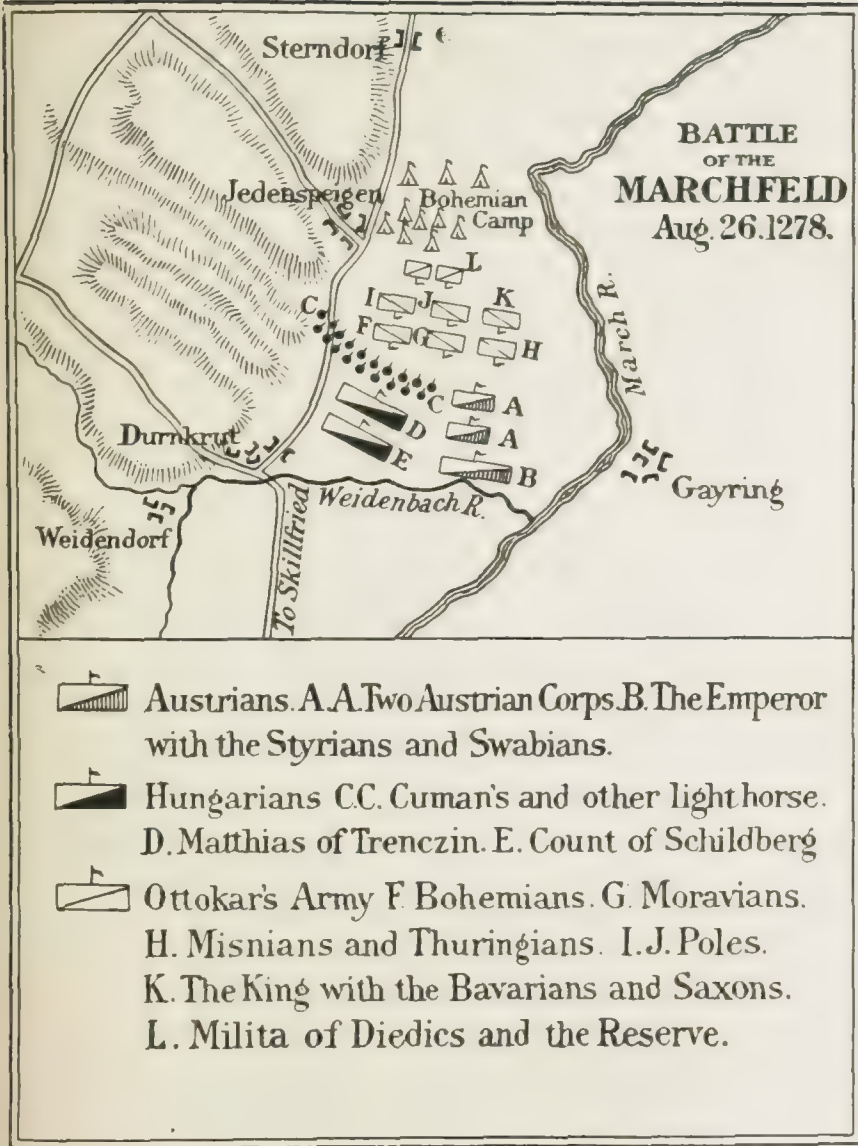 Sterndorf
BATTLE
OF THE
MARCHFELD
Aug. 26.1278.
Jedenspeigen
Bohemian
Camp
L
C
I
J
K
F
G
H
March R.
C
A
D
A
Durnkrut
E
B
Gayring
Weidenbach R.
Weidendorf
To Skillfried
Austrians. A.A.Two Austrian Corps.B. The Emperor
with the Styrians and Swabians.
Hungarians C.C. Cuman's and other light horse.
D. Matthias of Trenczin. E. Count of Schildberg
Ottokar's Army F. Bohemians. G. Moravians.
H. Misnians and Thuringians. I.J. Poles.
K. The King with the Bavarians and Saxons.
L. Milita of Diedics and the Reserve.